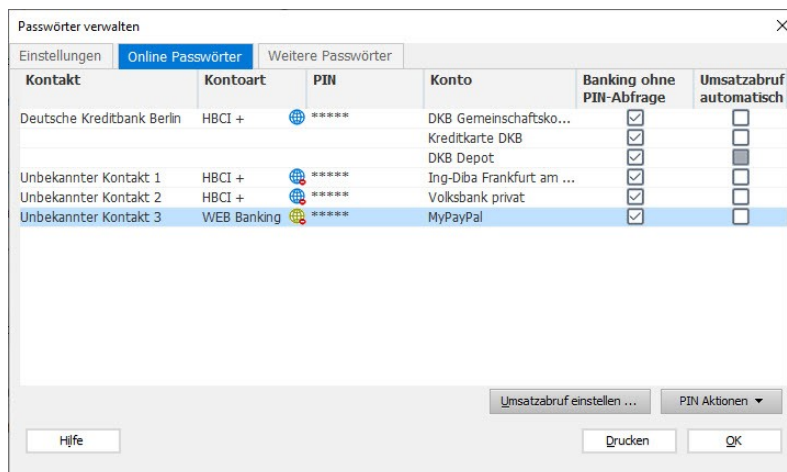 Passwörter verwalten
Einstellungen Online Passwörter Weitere Passwörter
Kontakt Kontoart PIN Konto Banking ohne PIN-Abfrage Umsatzabruf automatisch
Deutsche Kreditbank Berlin HBCI + ***** DKB Gemeinschaftsko...
Kreditkarte DKB
DKB Depot
Unbekannter Kontakt 1 HBCI + ***** Ing-Diba Frankfurt am ...
Unbekannter Kontakt 2 HBCI + ***** Volksbank privat
Unbekannter Kontakt 3 WEB Banking ***** MyPayPal
Umsatzabruf einstellen ... PIN Aktionen
Hilfe Drucken OK